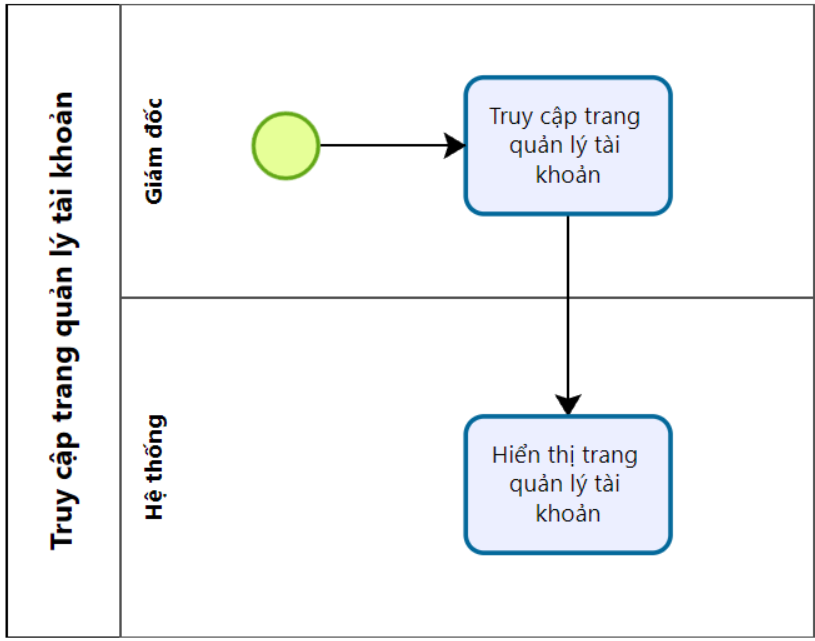 Truy cập trang quản lý tài khoản
Giám đốc
Truy cập trang
quản lý tài
khoản
Hệ thống
Hiển thị trang
quản lý tài
khoản